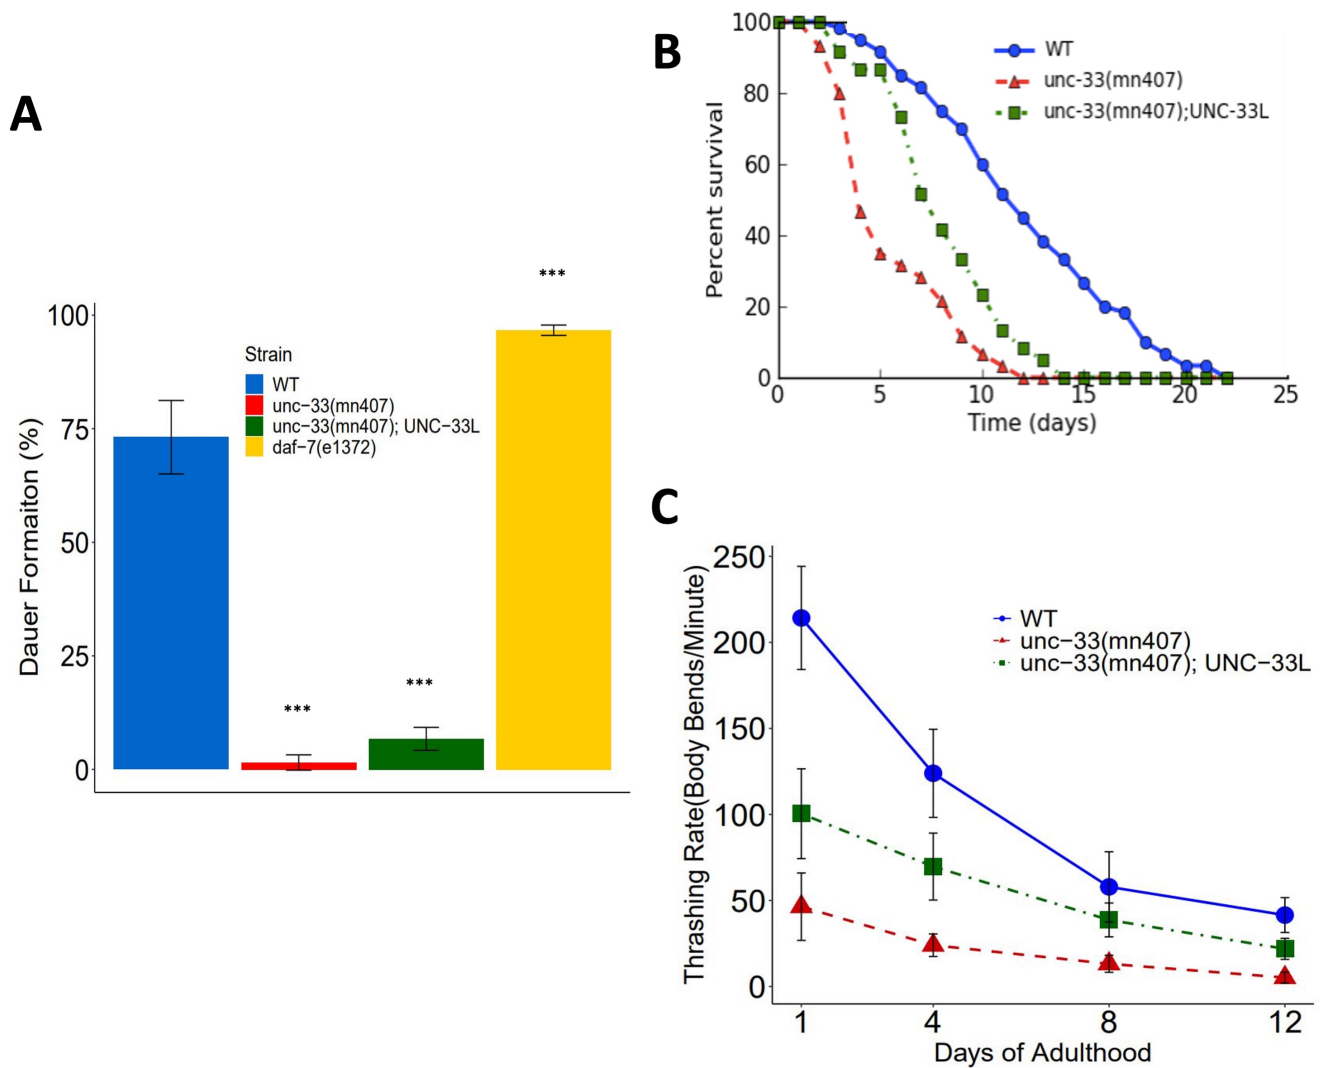 A
***
***
***
100
75
50
25
0
Dauer Formaiton (%)
Strain
WT
unc−33(mn407)
unc−33(mn407); UNC−33L
daf−7(e1372)
B
100
80
60
40
20
0
Percent survival
WT
unc-33(mn407)
unc-33(mn407);UNC-33L
0 5 10 15 20 25
Time (days)
C
250
200
150
100
50
0
Thrashing Rate(Body Bends/Minute)
WT
unc−33(mn407)
unc−33(mn407); UNC−33L
1 4 8 12
Days of Adulthood